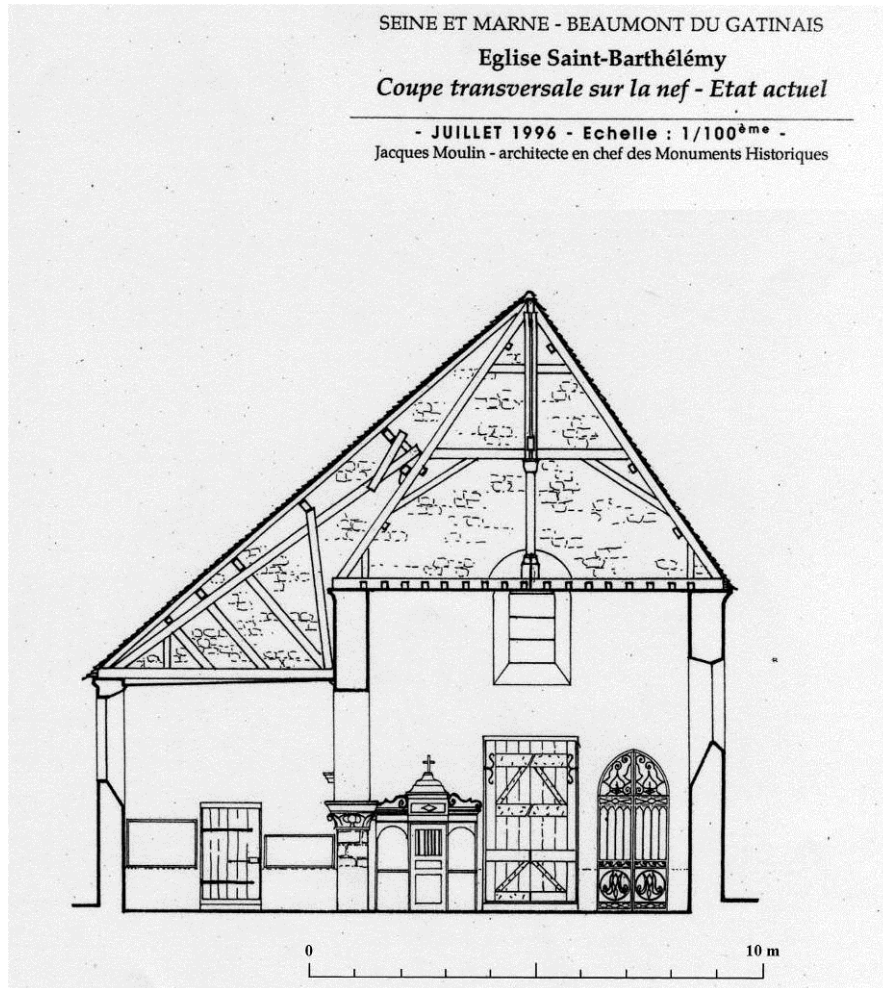 SEINE ET MARNE - BEAUMONT DU GATINAIS
Eglise Saint-Barthélémy
Coupe transversale sur la nef - Etat actuel
- JUILLET 1996 - Echelle : 1/100ème -
Jacques Moulin - architecte en chef des Monuments Historiques
0 10 m